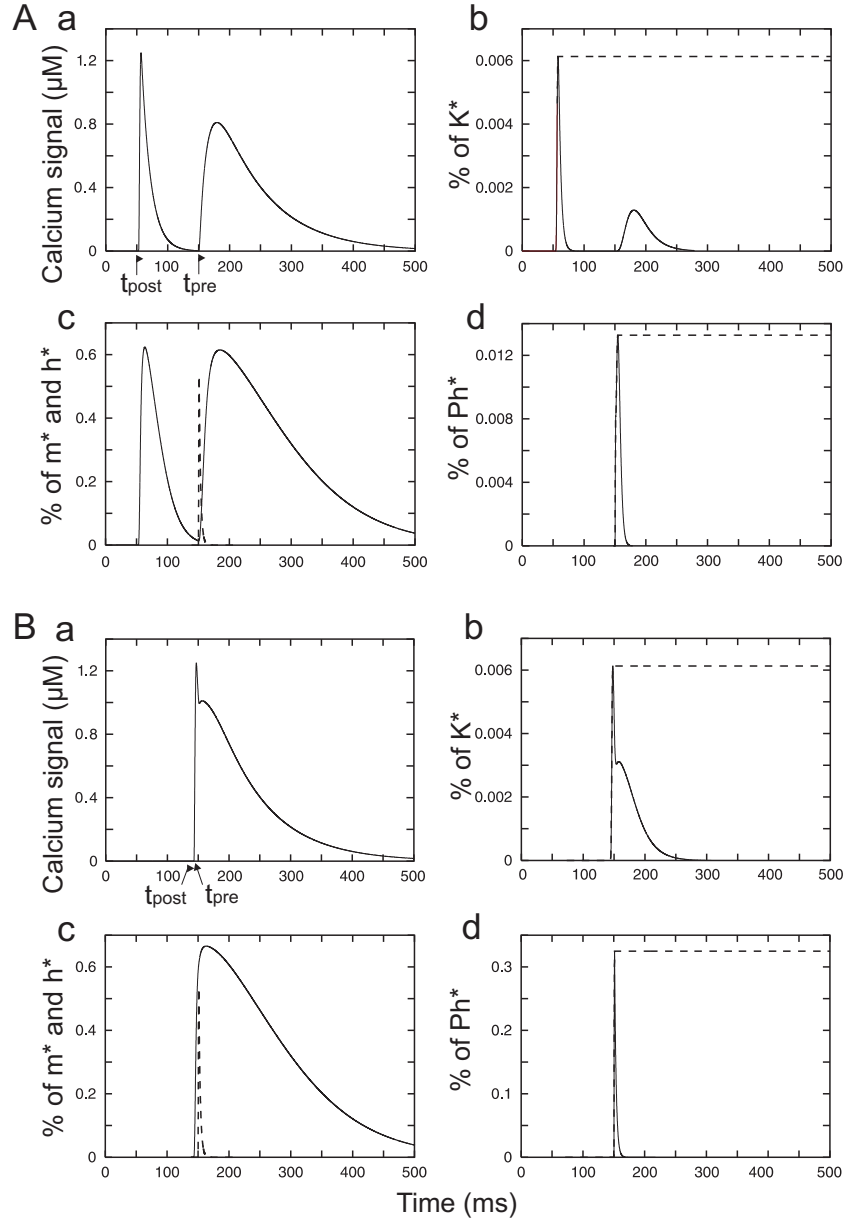 A a
Calcium signal (µM)
1.2
0.8
0.4
0
0 100 200 300 400 500
tpost tpre
b
% of K*
0.006
0.004
0.002
0
0 100 200 300 400 500
c
% of m* and h*
0.6
0.4
0.2
0
0 100 200 300 400 500
d
% of Ph*
0.012
0.008
0.004
0
0 100 200 300 400 500
B a
Calcium signal (µM)
1.2
0.8
0.4
0
0 100 200 300 400 500
tpost tpre
b
% of K*
0.006
0.004
0.002
0
0 100 200 300 400 500
c
% of m* and h*
0.6
0.4
0.2
0
0 100 200 300 400 500
d
% of Ph*
0.3
0.2
0.1
0
0 100 200 300 400 500
Time (ms)